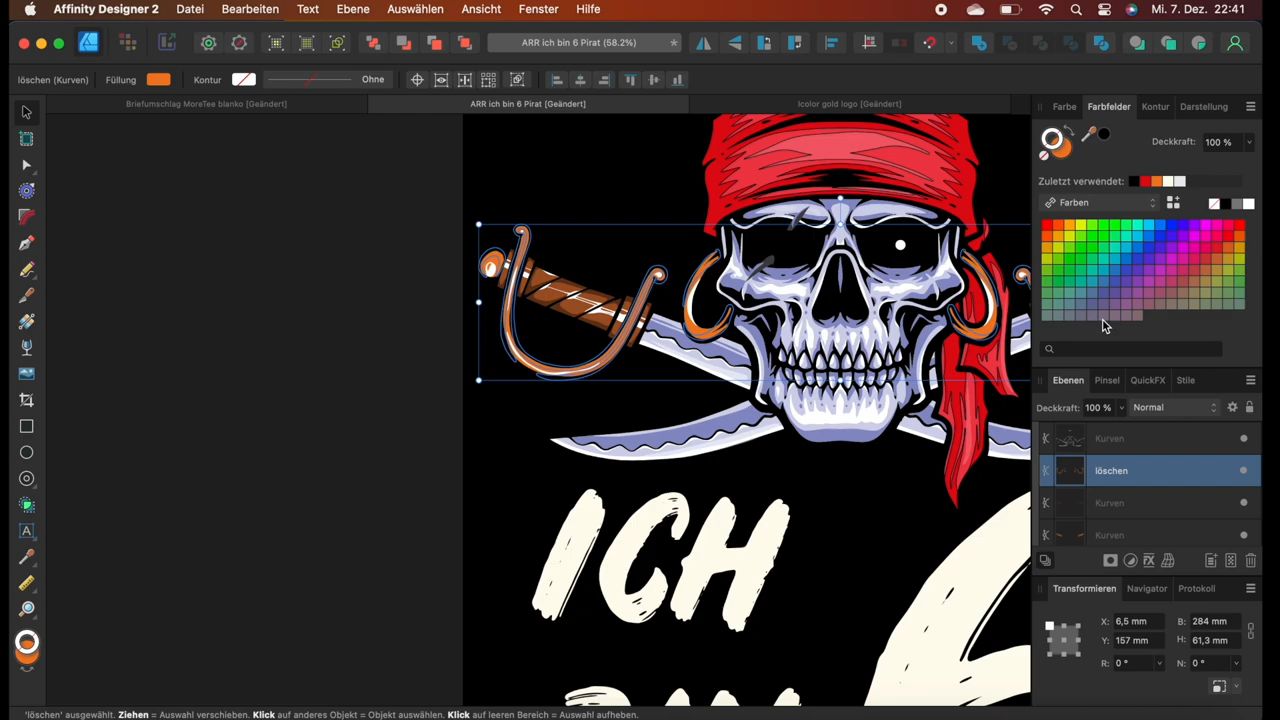 Affinity Designer 2 Datei Bearbeiten Text Ebene Auswählen Ansicht Fenster Hilfe Mi. 7. Dez. 22:41
ARR ich bin 6 Pirat (58.2%)
löschen (Kurven) Füllung Kontur Ohne
Briefumschlag MoreTee blanko [Geändert] ARR ich bin 6 Pirat [Geändert] Icolor gold logo [Geändert]
Farbe Farbfelder Kontur Darstellung
Deckkraft: 100 %
Zuletzt verwendet:
Farben
Ebenen Pinsel QuickFX Stile
Deckkraft: 100 % Normal
Kurven
löschen
Kurven
Kurven
Transformieren Navigator Protokoll
X: 6,5 mm B: 284 mm
Y: 157 mm H: 61,3 mm
R: 0 ° N: 0 °
ICH
'löschen' ausgewählt. Ziehen = Auswahl verschieben. Klick auf anderes Objekt = Objekt auswählen. Klick auf leeren Bereich = Auswahl aufheben.